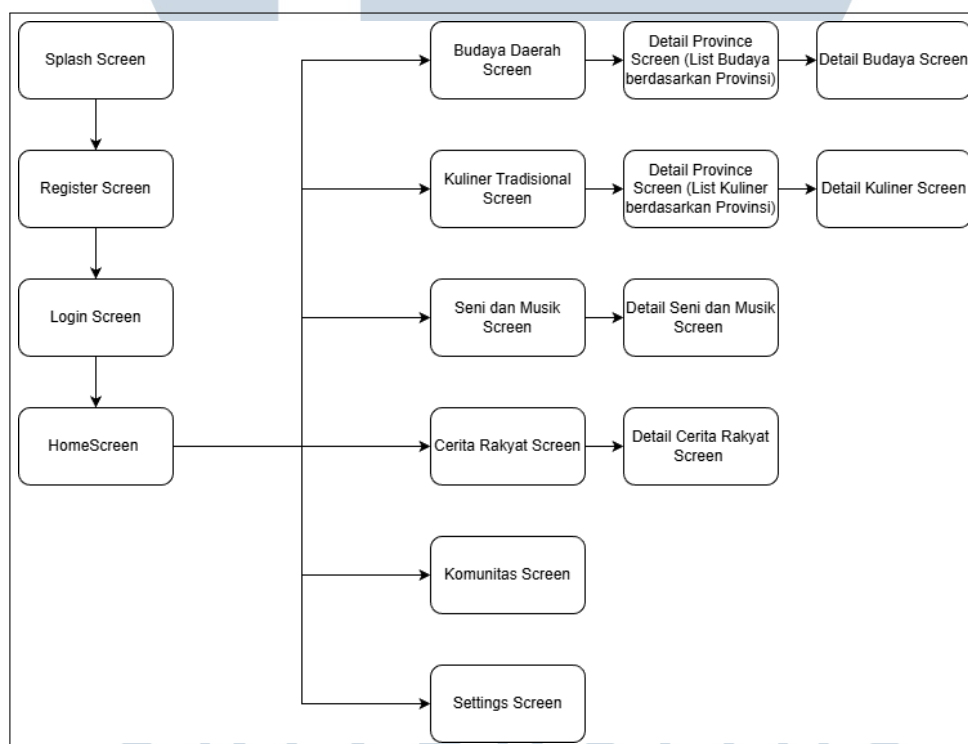 Splash Screen
Register Screen
Login Screen
HomeScreen
Budaya Daerah
Screen
Detail Province
Screen (List Budaya
berdasarkan Provinsi)
Detail Budaya Screen
Kuliner Tradisional
Screen
Detail Province
Screen (List Kuliner
berdasarkan Provinsi)
Detail Kuliner Screen
Seni dan Musik
Screen
Detail Seni dan Musik
Screen
Cerita Rakyat Screen
Detail Cerita Rakyat
Screen
Komunitas Screen
Settings Screen